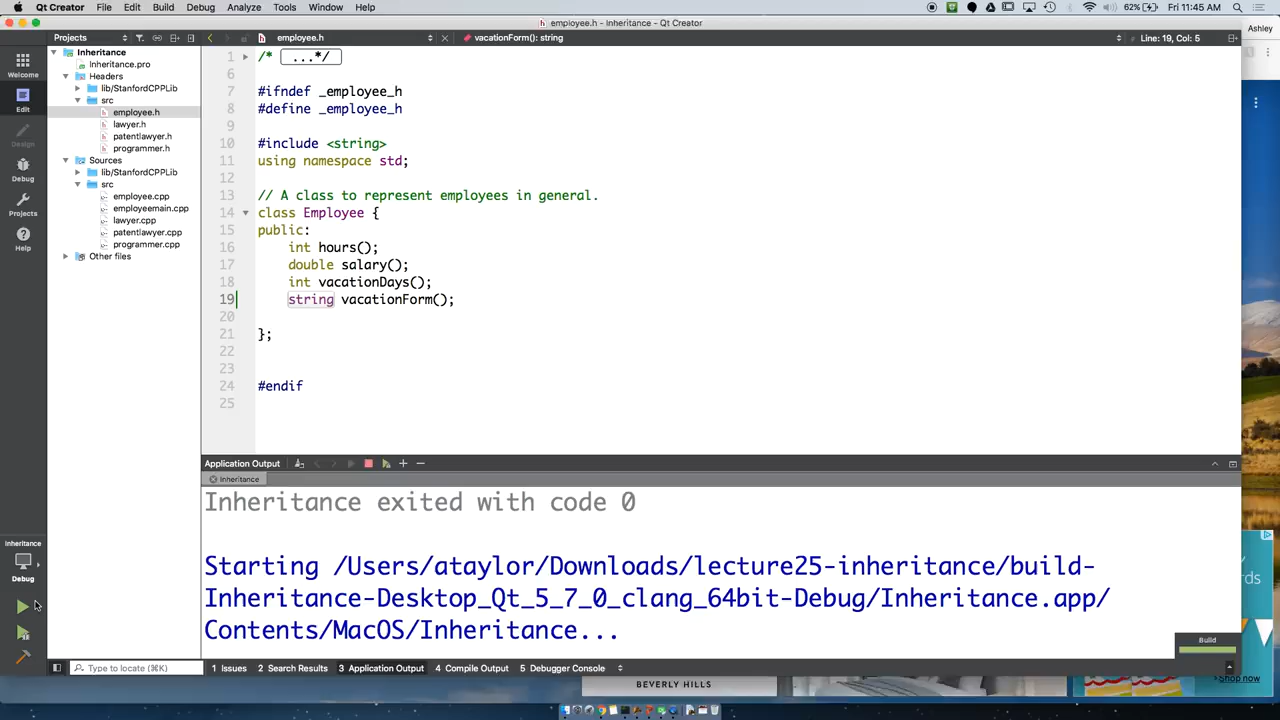 Qt Creator File Edit Build Debug Analyze Tools Window Help 62% Fri 11:45 AM
employee.h - Inheritance - Qt Creator
Ashley
Projects employee.h vacationForm(): string Line: 19, Col: 5
Welcome
Edit
Design
Debug
Projects
Help
Inheritance
Inheritance.pro
Headers
lib/StanfordCPPLib
src
employee.h
lawyer.h
patentlawyer.h
programmer.h
Sources
lib/StanfordCPPLib
src
employee.cpp
employeemain.cpp
lawyer.cpp
patentlawyer.cpp
programmer.cpp
Other files
1 /* ...*/
6
7 #ifndef _employee_h
8 #define _employee_h
9
10 #include <string>
11 using namespace std;
12
13 // A class to represent employees in general.
14 class Employee {
15 public:
16 int hours();
17 double salary();
18 int vacationDays();
19 string vacationForm();
20
21 };
22
23
24 #endif
25
Application Output
Inheritance
Inheritance exited with code 0
Starting /Users/ataylor/Downloads/lecture25-inheritance/build-
Inheritance-Desktop_Qt_5_7_0_clang_64bit-Debug/Inheritance.app/
Contents/MacOS/Inheritance...
Inheritance
Debug
Build
Type to locate (⌘K) 1 Issues 2 Search Results 3 Application Output 4 Compile Output 5 Debugger Console
rds
Shop now
BEVERLY HILLS